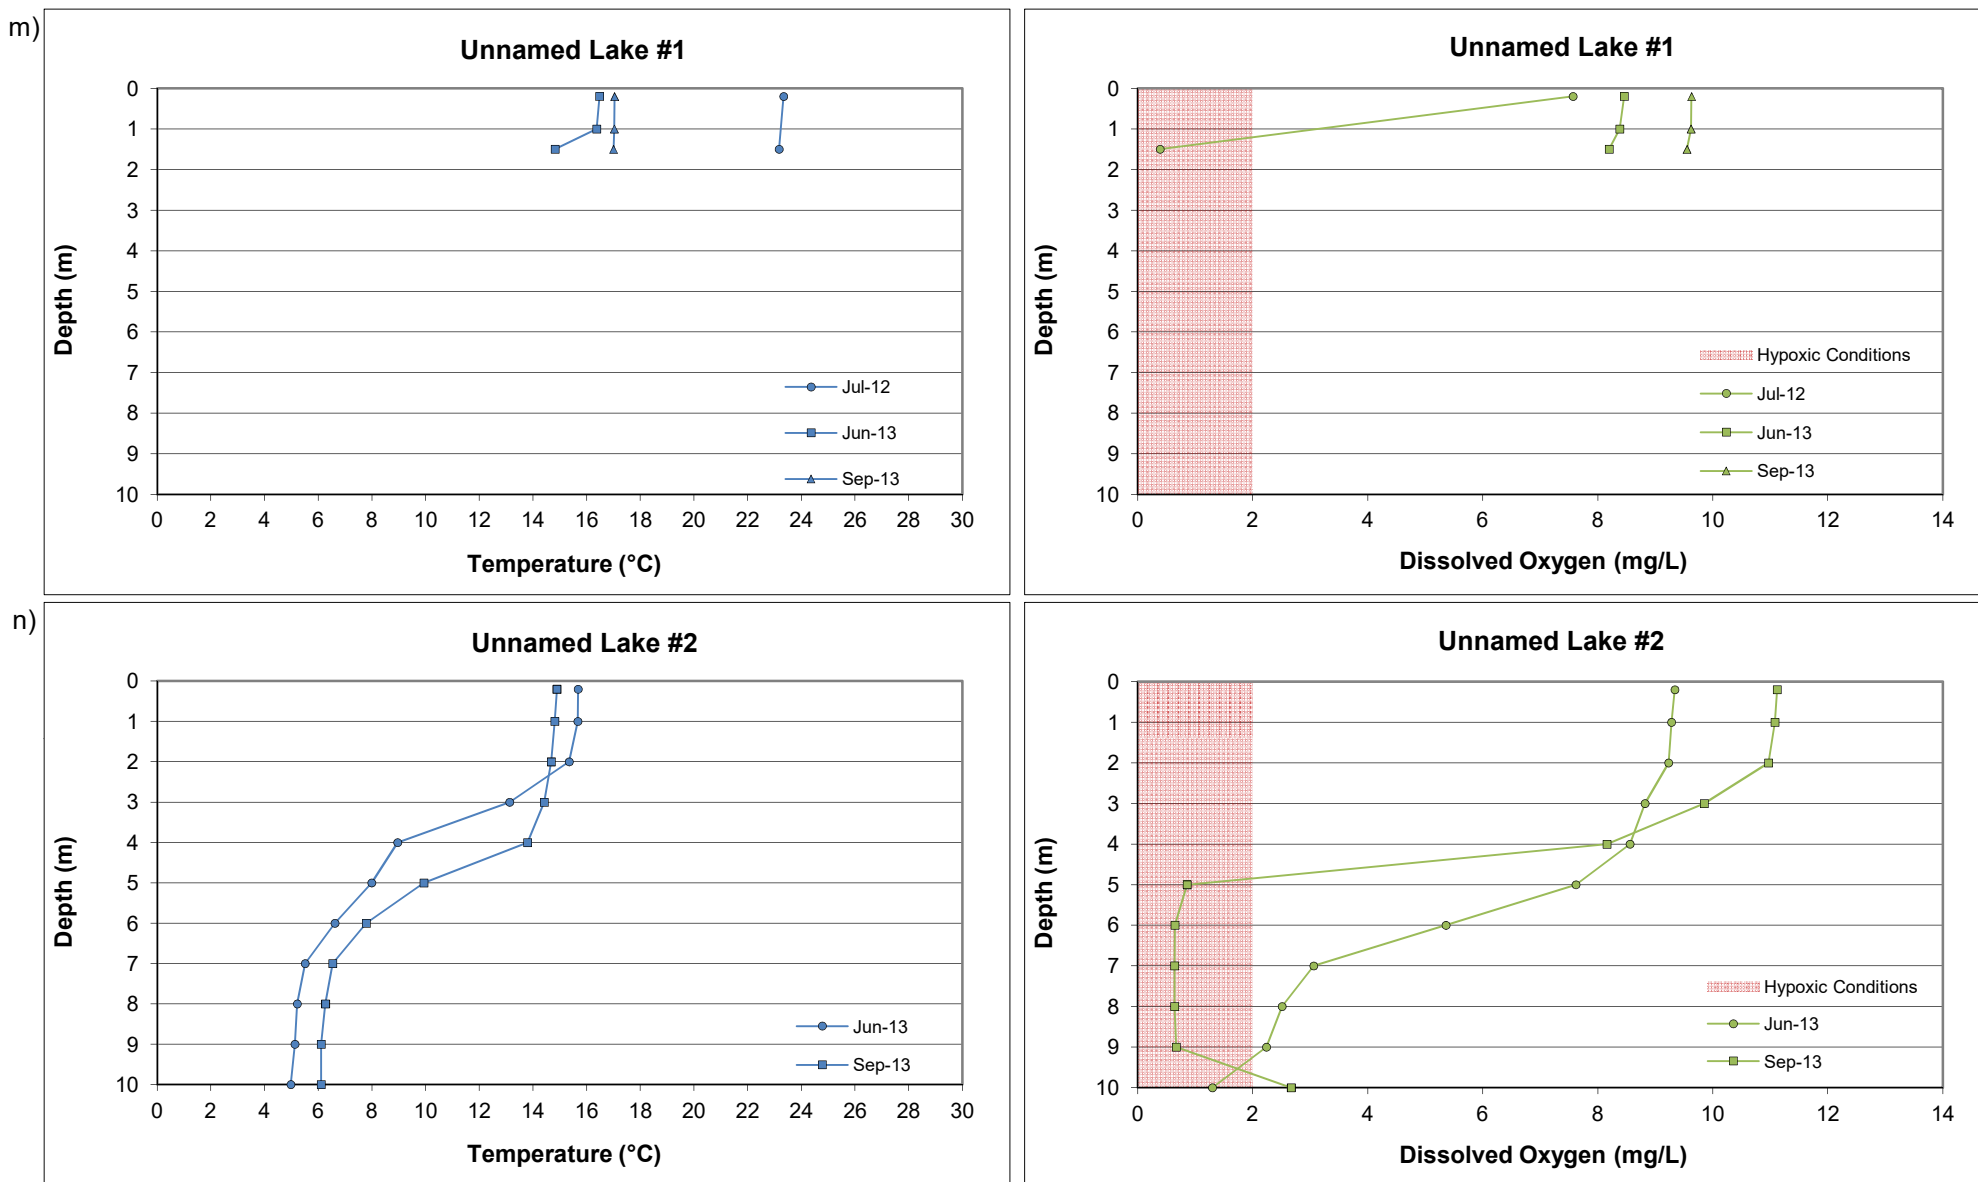 m)
Unnamed Lake #1
0
1
2
3
4
5
6
7
8
9
10
Depth (m)
Jul-12
Jun-13
Sep-13
0 2 4 6 8 10 12 14 16 18 20 22 24 26 28 30
Temperature (°C)
Unnamed Lake #1
0
1
2
3
4
5
6
7
8
9
10
Depth (m)
Hypoxic Conditions
Jul-12
Jun-13
Sep-13
0 2 4 6 8 10 12 14
Dissolved Oxygen (mg/L)
n)
Unnamed Lake #2
0
1
2
3
4
5
6
7
8
9
10
Depth (m)
Jun-13
Sep-13
0 2 4 6 8 10 12 14 16 18 20 22 24 26 28 30
Temperature (°C)
Unnamed Lake #2
0
1
2
3
4
5
6
7
8
9
10
Depth (m)
Hypoxic Conditions
Jun-13
Sep-13
0 2 4 6 8 10 12 14
Dissolved Oxygen (mg/L)